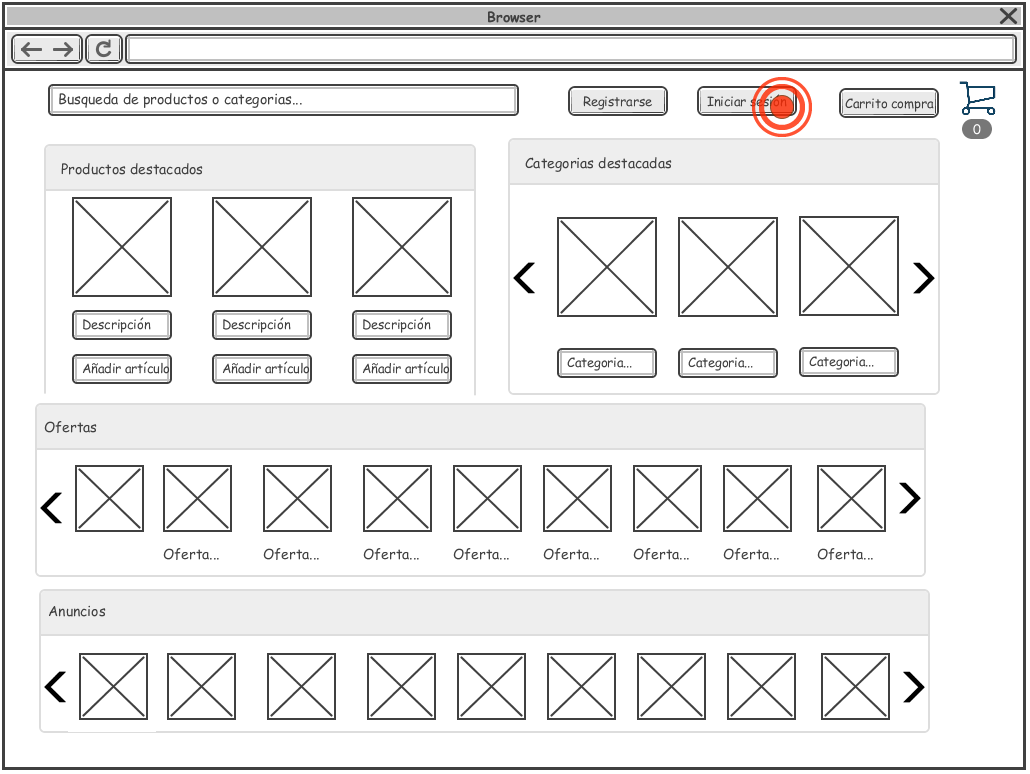 Browser
Busqueda de productos o categorias...
Registrarse
Iniciar sesión
Carrito compra
0
Productos destacados
Categorias destacadas
Descripción
Descripción
Descripción
Añadir artículo
Añadir artículo
Añadir artículo
Categoria...
Categoria...
Categoria...
Ofertas
Oferta...
Oferta...
Oferta...
Oferta...
Oferta...
Oferta...
Oferta...
Oferta...
Anuncios